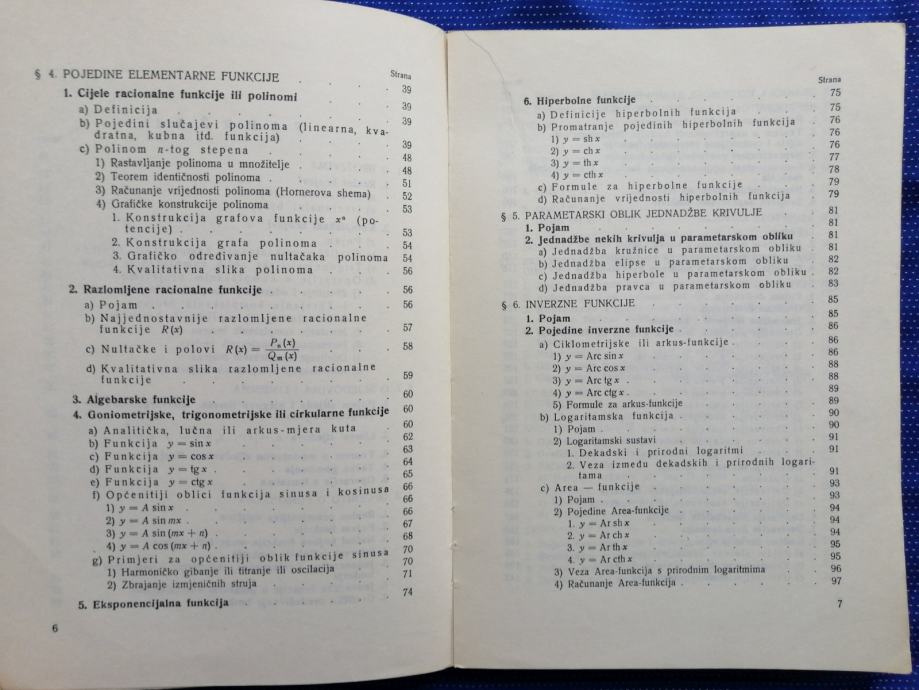 Strana
§ 4. POJEDINE ELEMENTARNE FUNKCIJE . . . . 39
1. Cijele racionalne funkcije ili polinomi . . . 39
a) Definicija . . . . . . . . 39
b) Pojedini slučajevi polinoma (linearna, kva-
dratna, kubna itd. funkcija) . . . . 39
c) Polinom n-tog stepena . . . . . 48
1) Rastavljanje polinoma u množitelje . . . 48
2) Teorem identičnosti polinoma . . . . 51
3) Računanje vrijednosti polinoma (Hornerova shema) 52
4) Grafičke konstrukcije polinoma . . . . 53
1. Konstrukcija grafova funkcije xⁿ (po-
tencije) . . . . . . . 53
2. Konstrukcija grafa polinoma . . . 54
3. Grafičko određivanje nultačaka polinoma 54
4. Kvalitativna slika polinoma . . . 56
2. Razlomljene racionalne funkcije . . . . 56
a) Pojam . . . . . . . . 56
b) Najjednostavnije razlomljene racionalne
funkcije R(x) . . . . . . 57
c) Nultačke i polovi R(x) = Pₙ(x)/Qₘ(x) . . . 58
d) Kvalitativna slika razlomljene racionalne
funkcije . . . . . . . 59
3. Algebarske funkcije . . . . . . 60
4. Goniometrijske, trigonometrijske ili cirkularne funkcije 60
a) Analitička, lučna ili arkus-mjera kuta . 60
b) Funkcija y = sin x . . . . . 62
c) Funkcija y = cos x . . . . . 63
d) Funkcija y = tg x . . . . . . 64
e) Funkcija y = ctg x . . . . . 65
f) Općenitiji oblici funkcija sinusa i kosinusa 66
1) y = A sin x . . . . . . . 66
2) y = A sin mx . . . . . . . 66
3) y = A sin (mx + n) . . . . . . 67
4) y = A cos (mx + n) . . . . . . 68
g) Primjeri za općenitiji oblik funkcije sinusa 70
1) Harmoničko gibanje ili titranje ili oscilacija . 70
2) Zbrajanje izmjeničnih struja . . . . 71
5. Eksponencijalna funkcija . . . . . 74
6
Strana
6. Hiperbolne funkcije . . . . . . 75
a) Definicije hiperbolnih funkcija . . . 75
b) Promatranje pojedinih hiperbolnih funkcija . 76
1) y = sh x . . . . . . . 76
2) y = ch x . . . . . . . 76
3) y = th x . . . . . . . 77
4) y = cth x . . . . . . . 78
c) Formule za hiperbolne funkcije . . . 79
d) Računanje vrijednosti hiperbolnih funkcija . 79
§ 5. PARAMETARSKI OBLIK JEDNADŽBE KRIVULJE . 81
1. Pojam . . . . . . . . 81
2. Jednadžbe nekih krivulja u parametarskom obliku . 81
a) Jednadžba kružnice u parametarskom obliku . 81
b) Jednadžba elipse u parametarskom obliku . 82
c) Jednadžba hiperbole u parametarskom obliku . 82
d) Jednadžba pravca u parametarskom obliku . 83
§ 6. INVERZNE FUNKCIJE . . . . . . 85
1. Pojam . . . . . . . . 85
2. Pojedine inverzne funkcije . . . . . 86
a) Ciklometrijske ili arkus-funkcije . . . 86
1) y = Arc sin x . . . . . . 86
2) y = Arc cos x . . . . . . 88
3) y = Arc tg x . . . . . . . 88
4) y = Arc ctg x . . . . . . . 89
5) Formule za arkus-funkcije . . . . 89
b) Logaritamska funkcija . . . . . 90
1) Pojam . . . . . . . . 90
2) Logaritamski sustavi . . . . . 91
1. Dekadski i prirodni logaritmi . . . 91
2. Veza između dekadskih i prirodnih logari-
tama . . . . . . . 91
c) Area — funkcije . . . . . . 93
1) Pojam . . . . . . . . 93
2) Pojedine Area-funkcije . . . . . 94
1. y = Ar sh x . . . . . . 94
2. y = Ar ch x . . . . . . 94
3. y = Ar th x . . . . . . 95
4. y = Ar cth x . . . . . . 95
3) Veza Area-funkcija s prirodnim logaritmima . . 96
4) Računanje Area-funkcija . . . . . 97
7